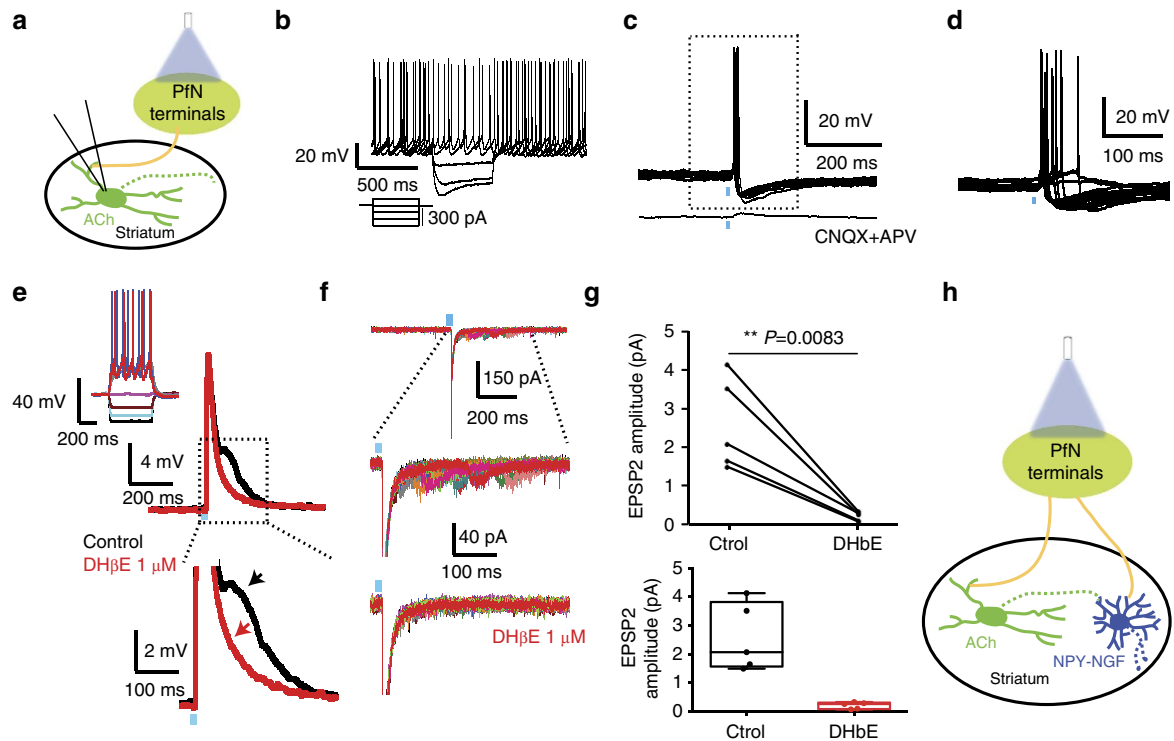 a
PfN
terminals
ACh
Striatum
b
20 mV
500 ms
300 pA
c
20 mV
200 ms
CNQX+APV
d
20 mV
100 ms
e
40 mV
200 ms
4 mV
200 ms
Control
DHβE 1 μM
2 mV
100 ms
f
150 pA
200 ms
40 pA
100 ms
DHβE 1 μM
g
EPSP2 amplitude (pA)
5
4
3
2
1
0
** P=0.0083
Ctrol
DHbE
EPSP2
amplitude (pA)
5
4
3
2
1
0
Ctrol
DHbE
h
PfN
terminals
ACh
NPY-NGF
Striatum